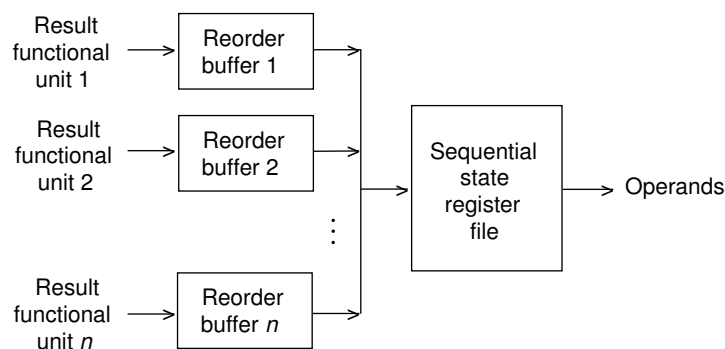 Result
functional
unit 1
Reorder
buffer 1
Result
functional
unit 2
Reorder
buffer 2
Sequential
state
register
file
Operands
Result
functional
unit n
Reorder
buffer n